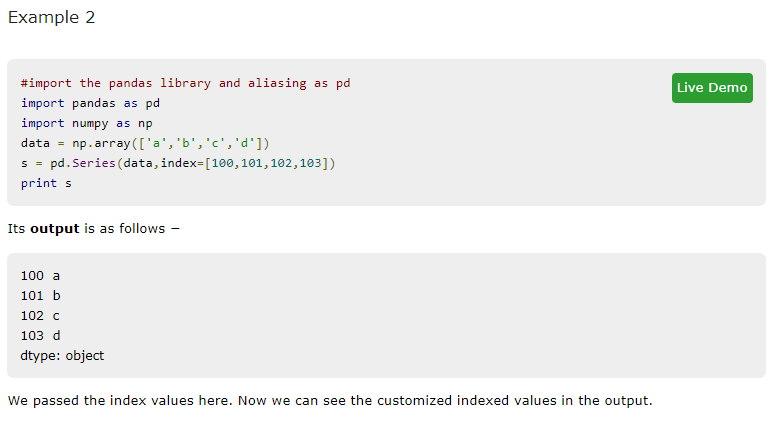 Example 2
#import the pandas library and aliasing as pd
Live Demo
import pandas as pd
import numpy as np
data = np.array(['a','b','c','d'])
s = pd.Series(data,index=[100,101,102,103])
print s
Its output is as follows −
100  a
101  b
102  c
103  d
dtype: object
We passed the index values here. Now we can see the customized indexed values in the output.